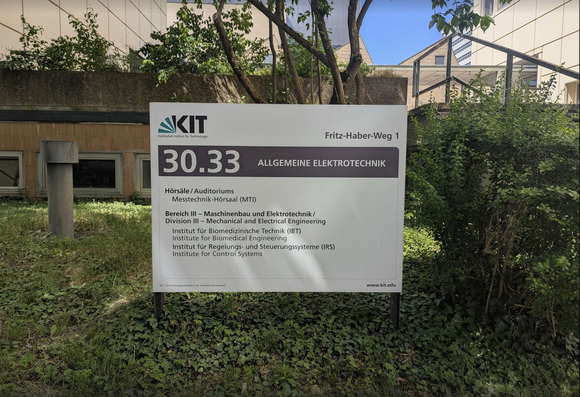 KIT
Karlsruher Institut für Technologie
Fritz-Haber-Weg 1
30.33 ALLGEMEINE ELEKTROTECHNIK
Hörsäle / Auditoriums
Messtechnik-Hörsaal (MTI)
Bereich III – Maschinenbau und Elektrotechnik /
Division III – Mechanical and Electrical Engineering
Institut für Biomedizinische Technik (IBT)
Institute for Biomedical Engineering
Institut für Regelungs- und Steuerungssysteme (IRS)
Institute for Control Systems
www.kit.edu